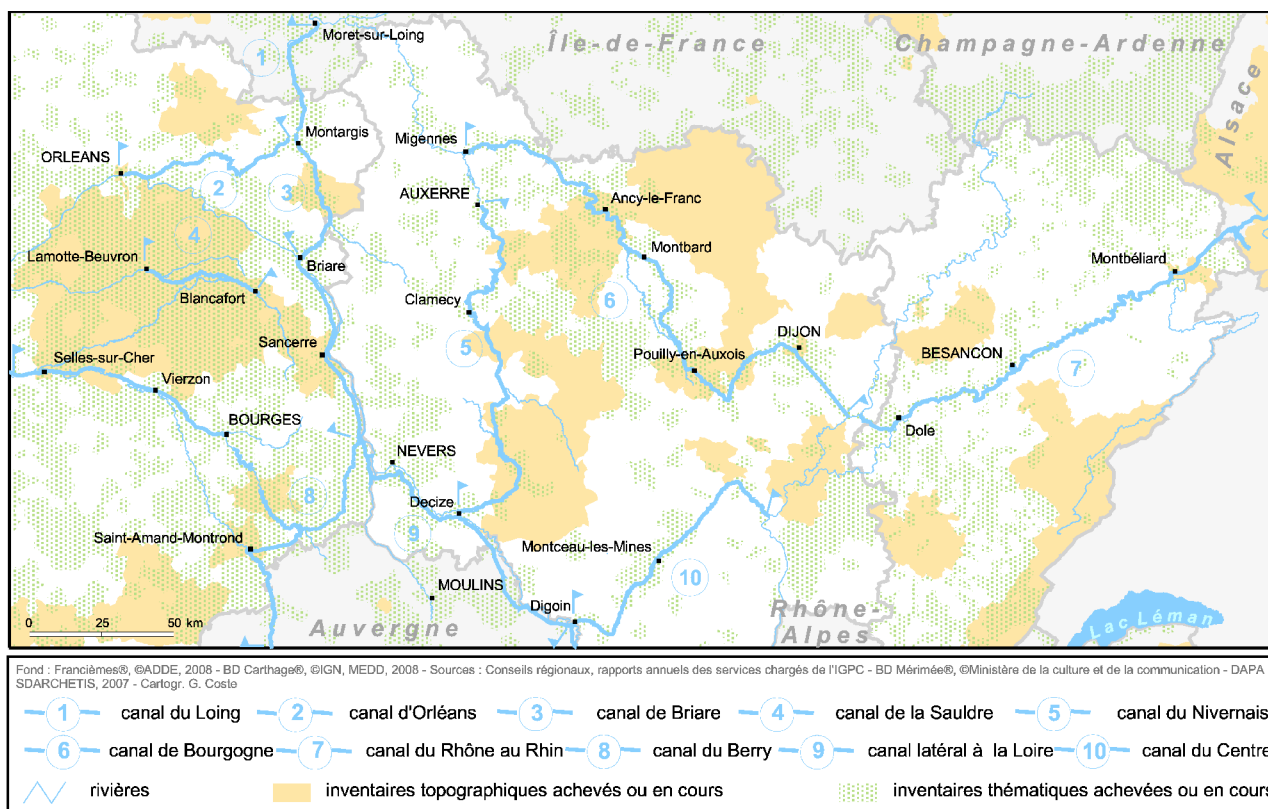 Moret-sur-Loing
Île-de-France
Champagne-Ardenne
1
Alsace
Montargis
Migennes
ORLEANS
2
3
AUXERRE
Ancy-le-Franc
4
Lamotte-Beuvron
Briare
Montbard
Montbéliard
Blancafort
Clamecy
6
Sancerre
5
DIJON
Selles-sur-Cher
Pouilly-en-Auxois
BESANCON
7
Vierzon
BOURGES
Dole
NEVERS
8
Decize
9
Saint-Amand-Montrond
Montceau-les-Mines
10
MOULINS
Digoin
Rhône-
Alpes
Lac Léman
Auvergne
0 25 50 km
Fond : Francièmes®, ©ADDE, 2008 - BD Carthage®, ©IGN, MEDD, 2008 - Sources : Conseils régionaux, rapports annuels des services chargés de l'IGPC - BD Mérimée®, ©Ministère de la culture et de la communication - DAPA
SDARCHETIS, 2007 - Cartogr. G. Coste
1 canal du Loing 2 canal d'Orléans 3 canal de Briare 4 canal de la Sauldre 5 canal du Nivernais
6 canal de Bourgogne 7 canal du Rhône au Rhin 8 canal du Berry 9 canal latéral à la Loire 10 canal du Centre
rivières inventaires topographiques achevés ou en cours inventaires thématiques achevées ou en cours